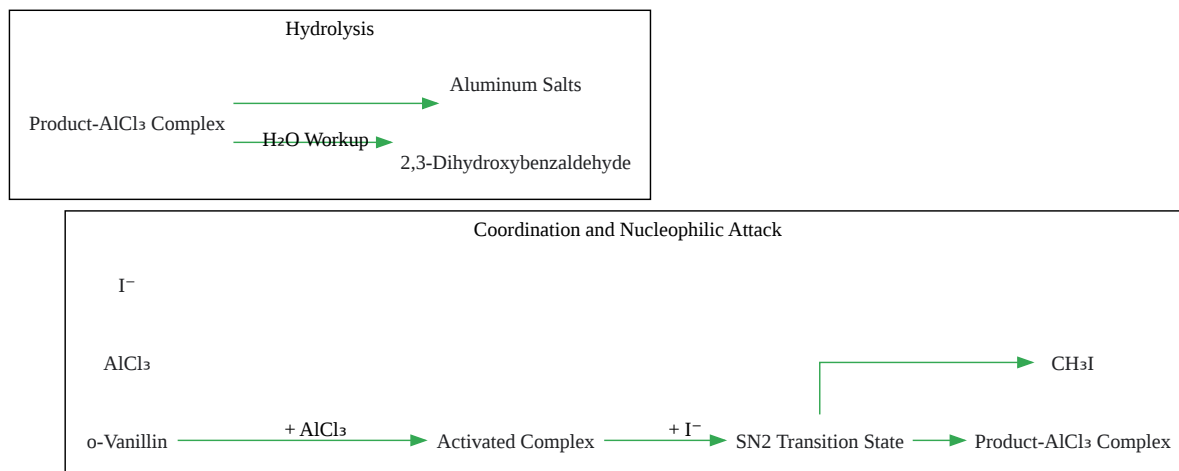 Hydrolysis
Aluminum Salts
Product-AlCl₃ Complex
H₂O Workup
2,3-Dihydroxybenzaldehyde
Coordination and Nucleophilic Attack
I⁻
AlCl₃
CH₃I
o-Vanillin
+ AlCl₃
Activated Complex
+ I⁻
SN2 Transition State
Product-AlCl₃ Complex